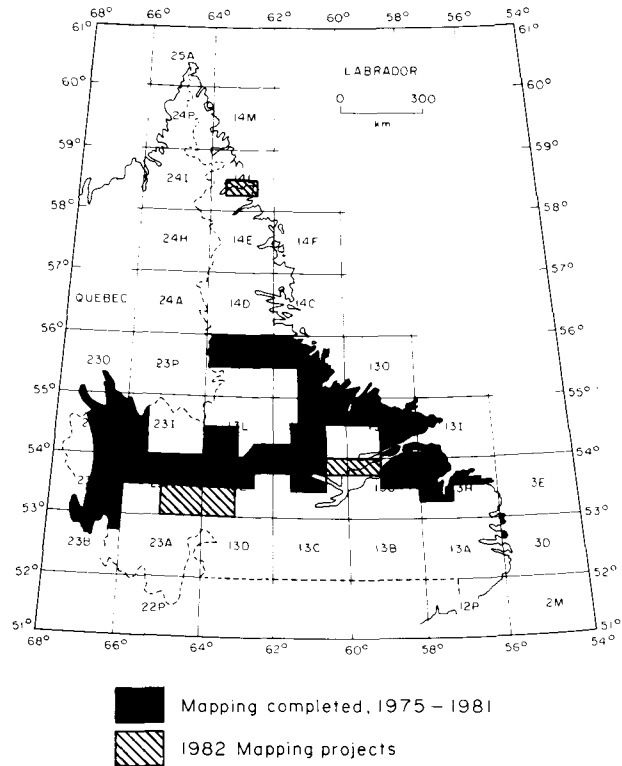 68° 66° 64° 62° 60° 58° 56° 54°
61° 61°
25A
LABRADOR
60° 60°
0 300
km
24P 14M
59° 59°
24I
58° 58°
24H 14E 14F
57° 57°
QUEBEC 24A 14D 14C
56° 56°
23O 23P 13O
55° 55°
23I 13L 13I
54° 54°
13H 3E
53° 53°
23B 23A 13D 13C 13B 13A 3D
52° 52°
22P 12P 2M
51° 51°
68° 66° 64° 62° 60° 58° 56° 54°
Mapping completed, 1975-1981
1982 Mapping projects